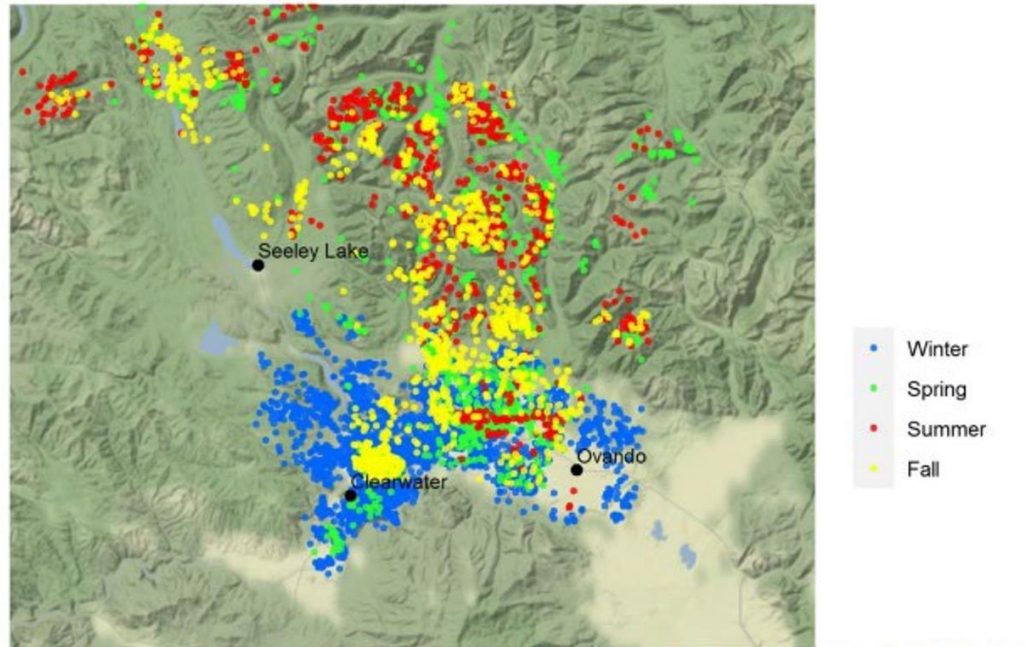 Seeley Lake
Ovando
Clearwater
Winter
Spring
Summer
Fall